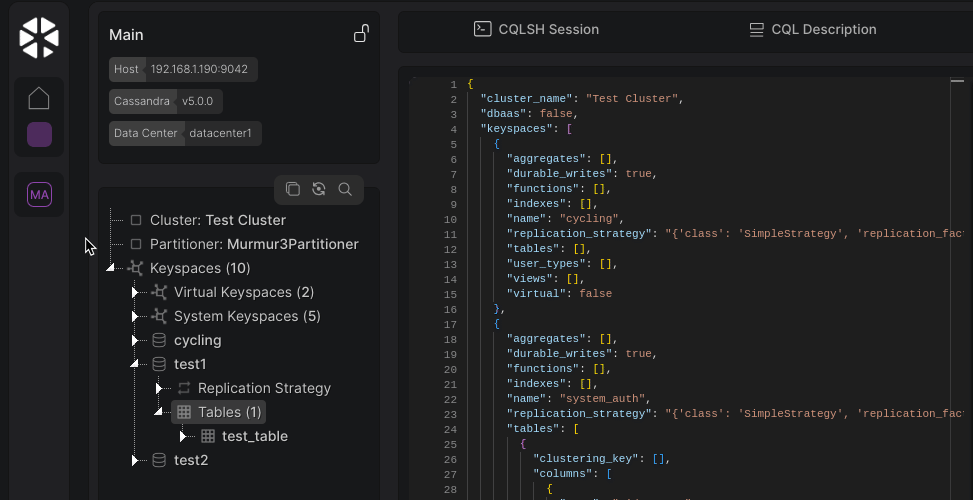 Main
Host 192.168.1.190:9042
Cassandra v5.0.0
Data Center datacenter1
MA
Cluster: Test Cluster
Partitioner: Murmur3Partitioner
Keyspaces (10)
Virtual Keyspaces (2)
System Keyspaces (5)
cycling
test1
Replication Strategy
Tables (1)
test_table
test2
CQLSH Session
CQL Description
1 {
2 "cluster_name": "Test Cluster",
3 "dbaas": false,
4 "keyspaces": [
5 {
6 "aggregates": [],
7 "durable_writes": true,
8 "functions": [],
9 "indexes": [],
10 "name": "cycling",
11 "replication_strategy": "{'class': 'SimpleStrategy', 'replication_fac
12 "tables": [],
13 "user_types": [],
14 "views": [],
15 "virtual": false
16 },
17 {
18 "aggregates": [],
19 "durable_writes": true,
20 "functions": [],
21 "indexes": [],
22 "name": "system_auth",
23 "replication_strategy": "{'class': 'SimpleStrategy', 'replication_fac
24 "tables": [
25 {
26 "clustering_key": [],
27 "columns": [
28 {